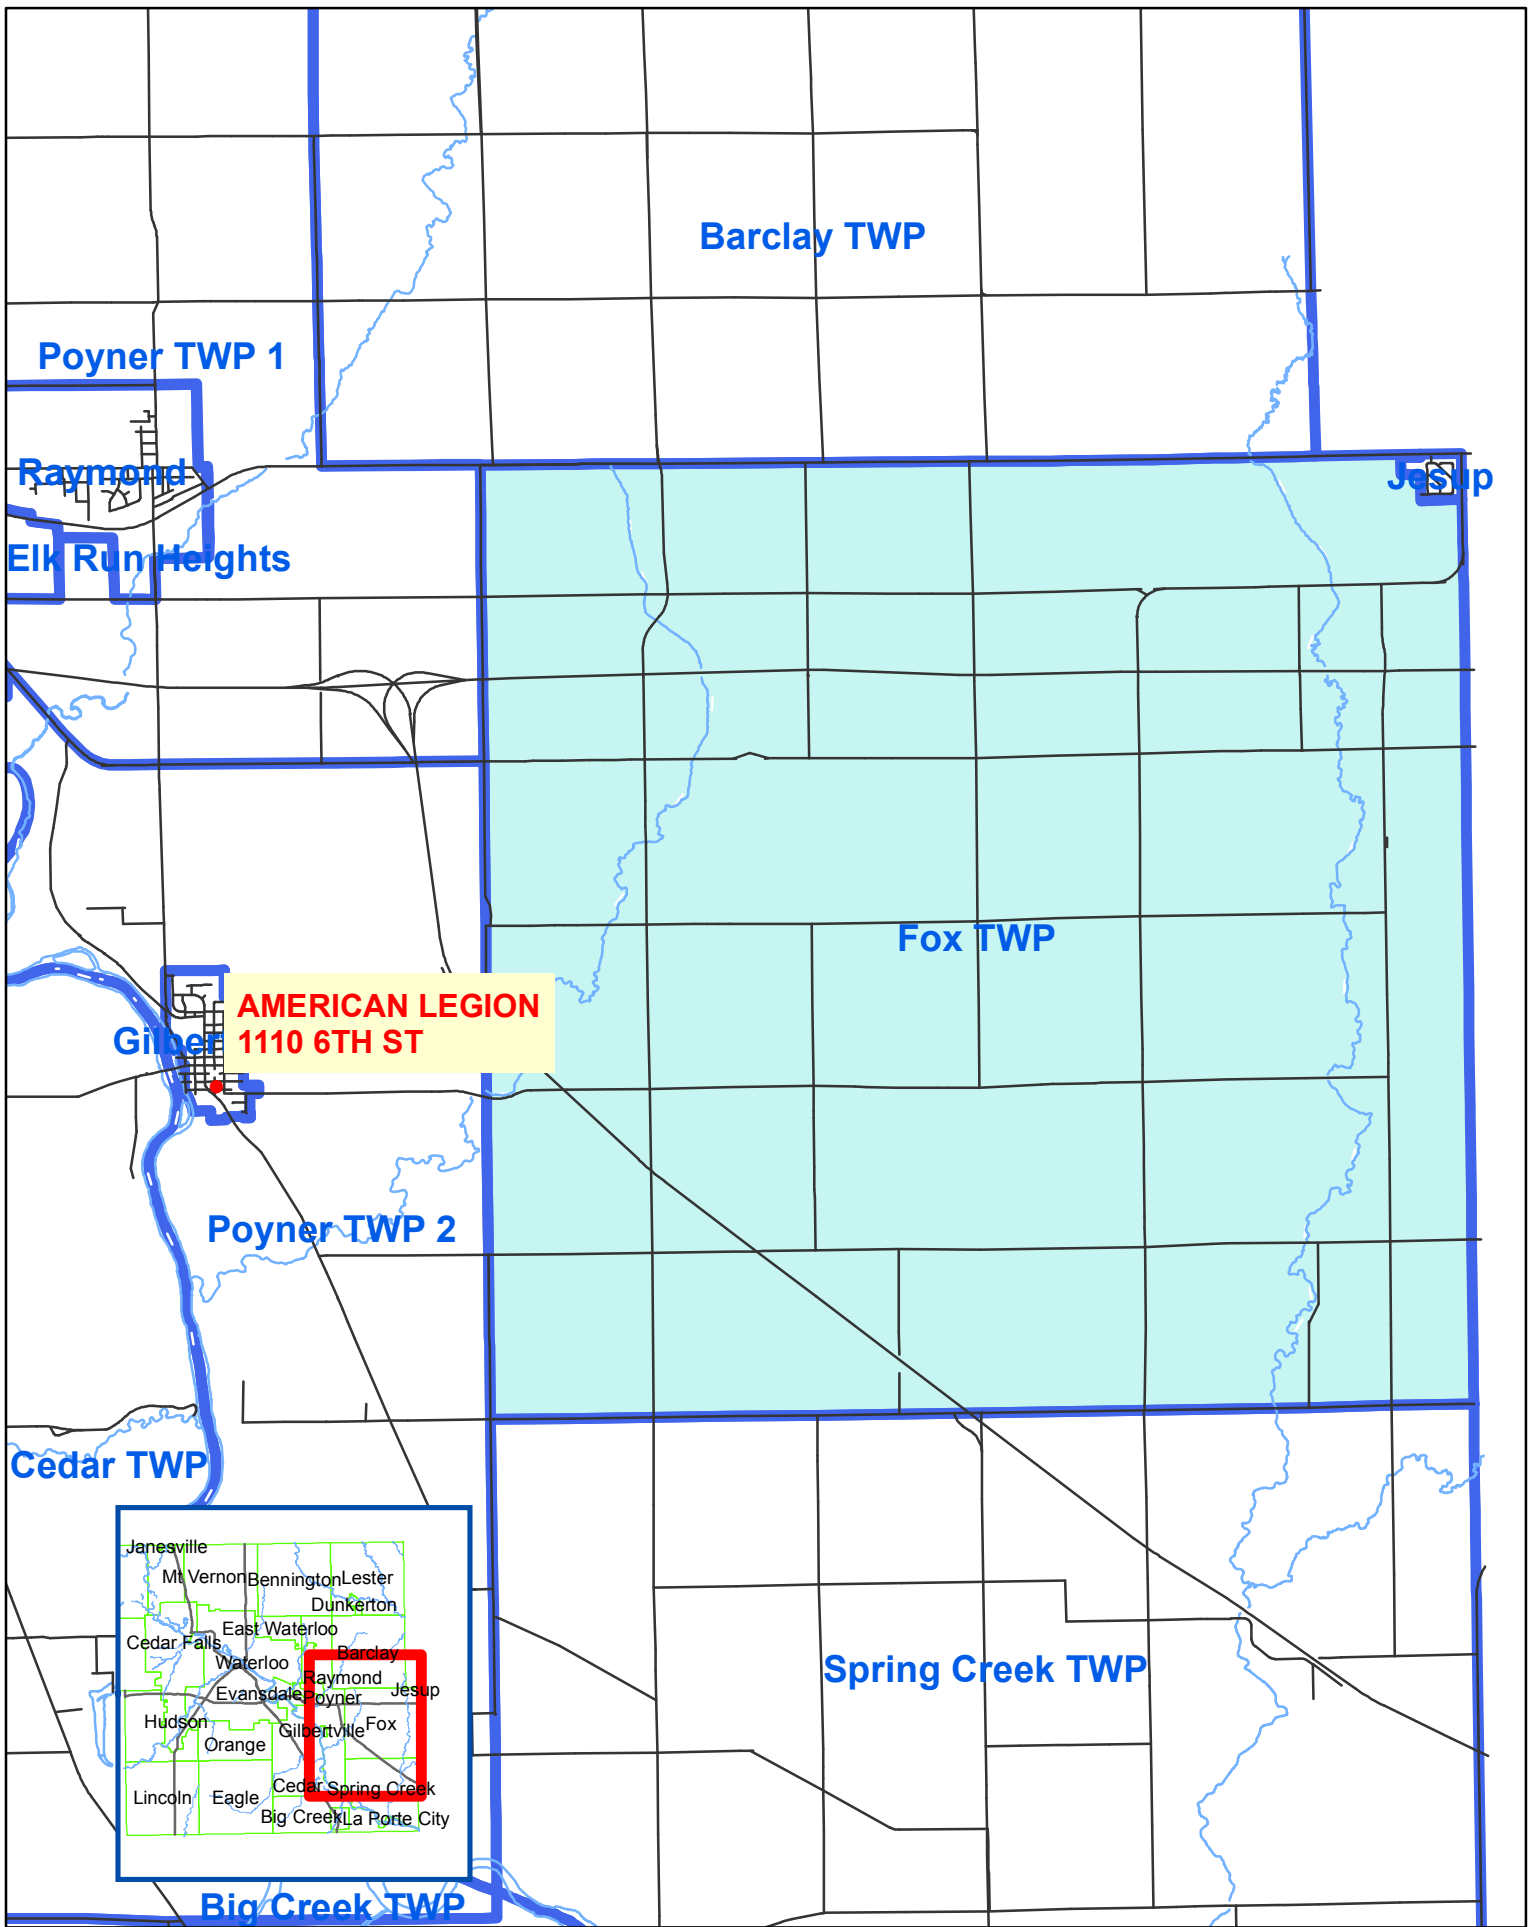 Barclay TWP
Poyner TWP 1
Raymond
Jesup
Elk Run Heights
Fox TWP
AMERICAN LEGION
1110 6TH ST
Gilber
Poyner TWP 2
Cedar TWP
Janesville
Mt Vernon
Bennington
Lester
Dunkerton
East Waterloo
Cedar Falls
Barclay
Waterloo
Raymond
Evansdale
Poyner
Jesup
Hudson
Gilbertville
Fox
Orange
Cedar
Spring Creek
Lincoln
Eagle
Big Creek
La Porte City
Spring Creek TWP
Big Creek TWP